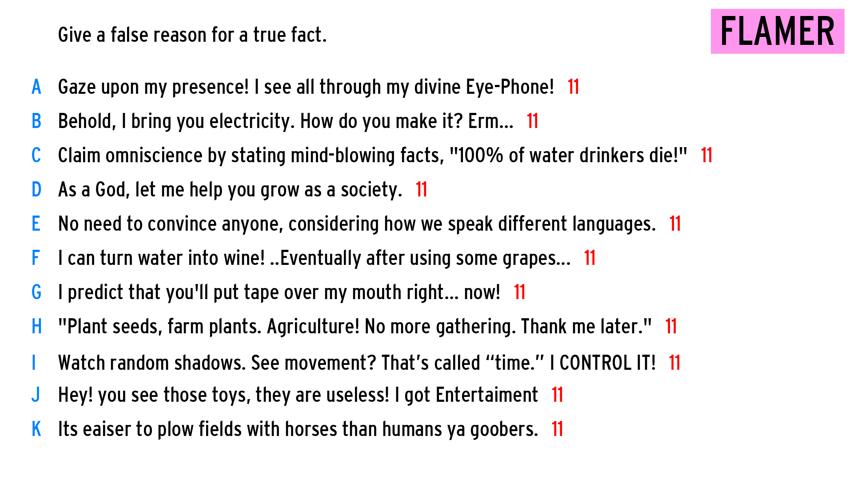 Give a false reason for a true fact.
FLAMER
A Gaze upon my presence! I see all through my divine Eye-Phone! 11
B Behold, I bring you electricity. How do you make it? Erm... 11
C Claim omniscience by stating mind-blowing facts, "100% of water drinkers die!" 11
D As a God, let me help you grow as a society. 11
E No need to convince anyone, considering how we speak different languages. 11
F I can turn water into wine! ..Eventually after using some grapes... 11
G I predict that you'll put tape over my mouth right... now! 11
H "Plant seeds, farm plants. Agriculture! No more gathering. Thank me later." 11
I Watch random shadows. See movement? That’s called “time.” I CONTROL IT! 11
J Hey! you see those toys, they are useless! I got Entertaiment 11
K Its eaiser to plow fields with horses than humans ya goobers. 11